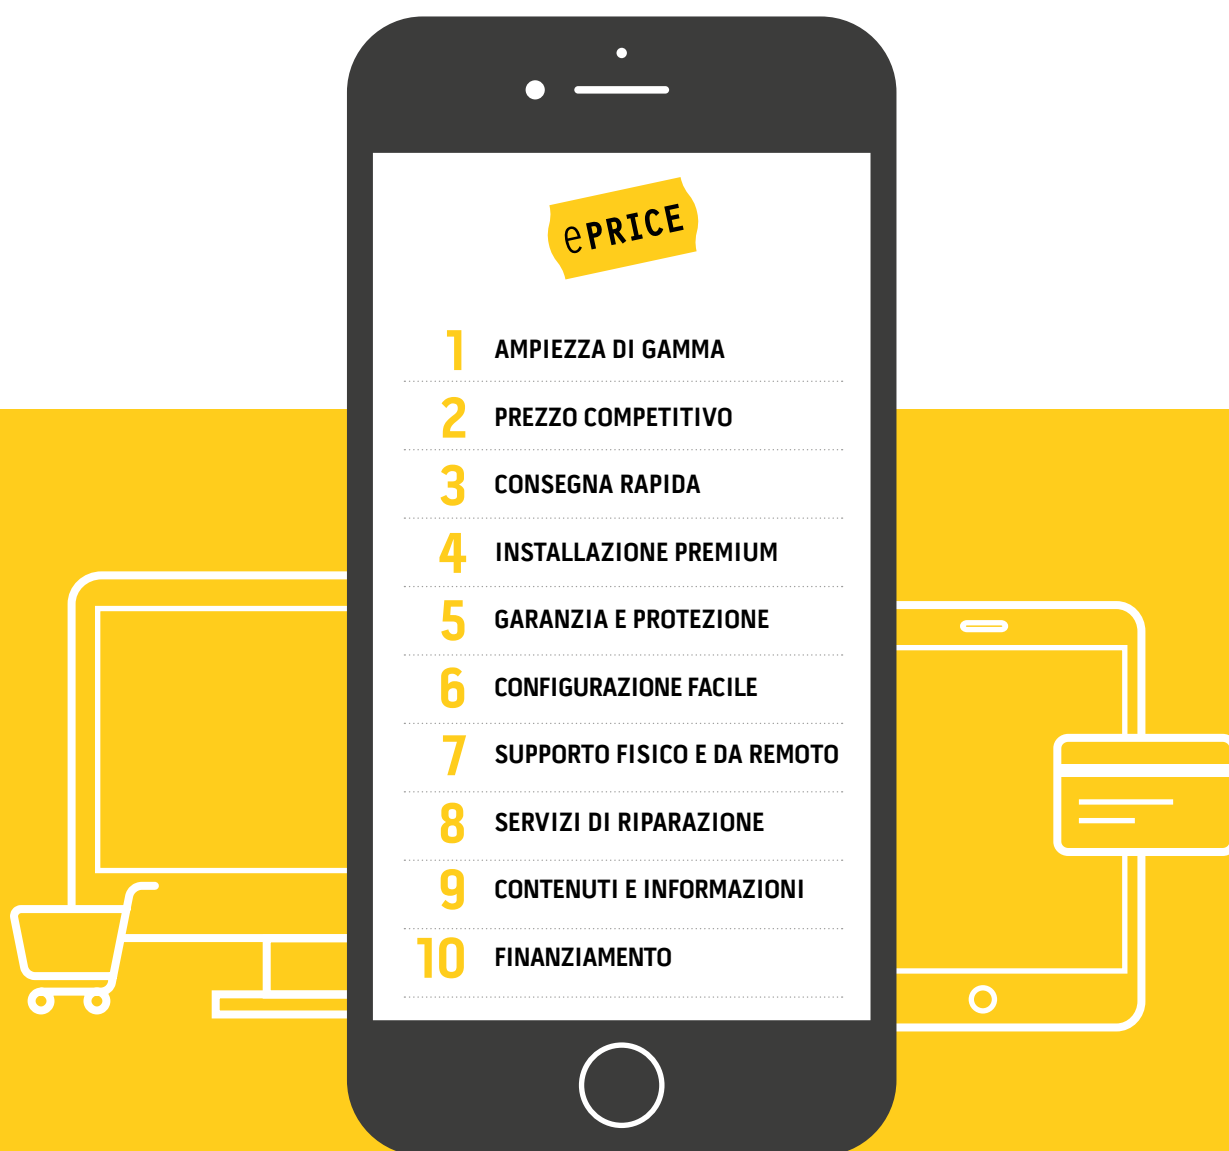 ePRICE
1 AMPIEZZA DI GAMMA
2 PREZZO COMPETITIVO
3 CONSEGNA RAPIDA
4 INSTALLAZIONE PREMIUM
5 GARANZIA E PROTEZIONE
6 CONFIGURAZIONE FACILE
7 SUPPORTO FISICO E DA REMOTO
8 SERVIZI DI RIPARAZIONE
9 CONTENUTI E INFORMAZIONI
10 FINANZIAMENTO